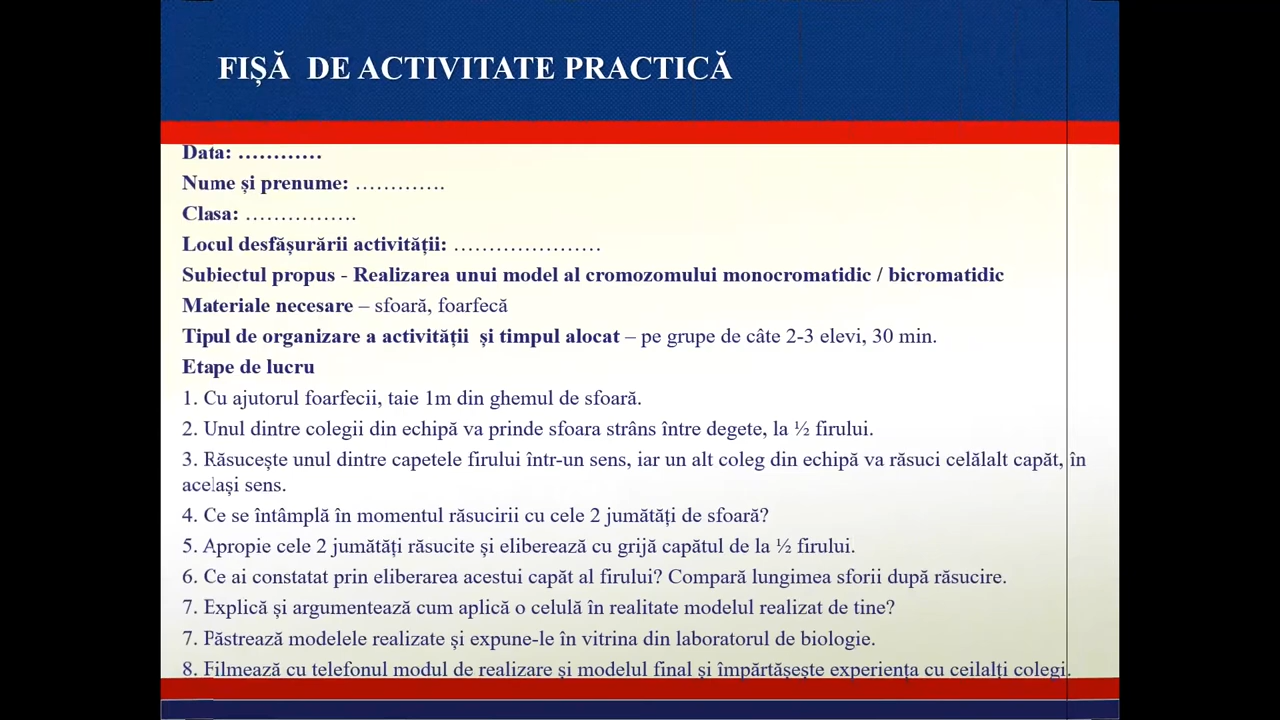 FIȘĂ DE ACTIVITATE PRACTICĂ
Data: …………
Nume și prenume: ………….
Clasa: …………….
Locul desfășurării activității: …………………
Subiectul propus - Realizarea unui model al cromozomului monocromatidic / bicromatidic
Materiale necesare – sfoară, foarfecă
Tipul de organizare a activității și timpul alocat – pe grupe de câte 2-3 elevi, 30 min.
Etape de lucru
1. Cu ajutorul foarfecii, taie 1m din ghemul de sfoară.
2. Unul dintre colegii din echipă va prinde sfoara strâns între degete, la ½ firului.
3. Răsucește unul dintre capetele firului într-un sens, iar un alt coleg din echipă va răsuci celălalt capăt, în
același sens.
4. Ce se întâmplă în momentul răsucirii cu cele 2 jumătăți de sfoară?
5. Apropie cele 2 jumătăți răsucite și eliberează cu grijă capătul de la ½ firului.
6. Ce ai constatat prin eliberarea acestui capăt al firului? Compară lungimea sforii după răsucire.
7. Explică și argumentează cum aplică o celulă în realitate modelul realizat de tine?
7. Păstrează modelele realizate și expune-le în vitrina din laboratorul de biologie.
8. Filmează cu telefonul modul de realizare și modelul final și împărtășește experiența cu ceilalți colegi.